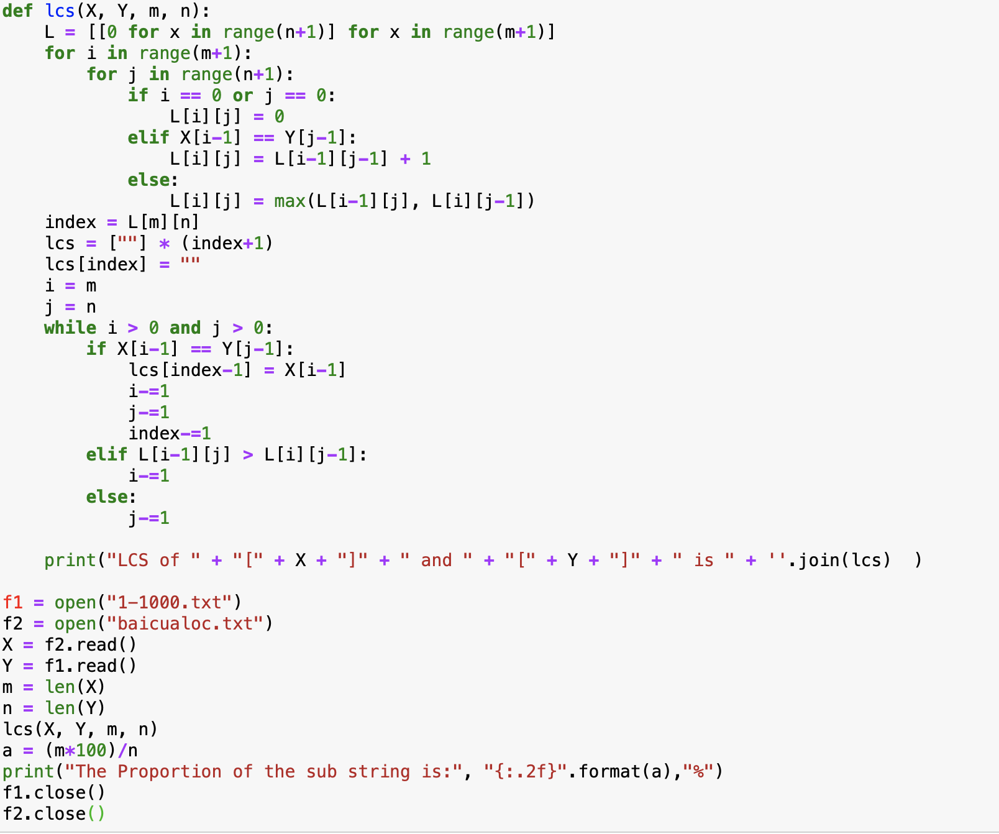 def lcs(X, Y, m, n):
    L = [[0 for x in range(n+1)] for x in range(m+1)]
    for i in range(m+1):
        for j in range(n+1):
            if i == 0 or j == 0:
                L[i][j] = 0
            elif X[i-1] == Y[j-1]:
                L[i][j] = L[i-1][j-1] + 1
            else:
                L[i][j] = max(L[i-1][j], L[i][j-1])
    index = L[m][n]
    lcs = [""] * (index+1)
    lcs[index] = ""
    i = m
    j = n
    while i > 0 and j > 0:
        if X[i-1] == Y[j-1]:
            lcs[index-1] = X[i-1]
            i-=1
            j-=1
            index-=1
        elif L[i-1][j] > L[i][j-1]:
            i-=1
        else:
            j-=1
    print("LCS of " + "[" + X + "]" + " and " + "[" + Y + "]" + " is " + ''.join(lcs)  )
f1 = open("1-1000.txt")
f2 = open("baicualoc.txt")
X = f2.read()
Y = f1.read()
m = len(X)
n = len(Y)
lcs(X, Y, m, n)
a = (m*100)/n
print("The Proportion of the sub string is:", "{:.2f}".format(a),"%")
f1.close()
f2.close()